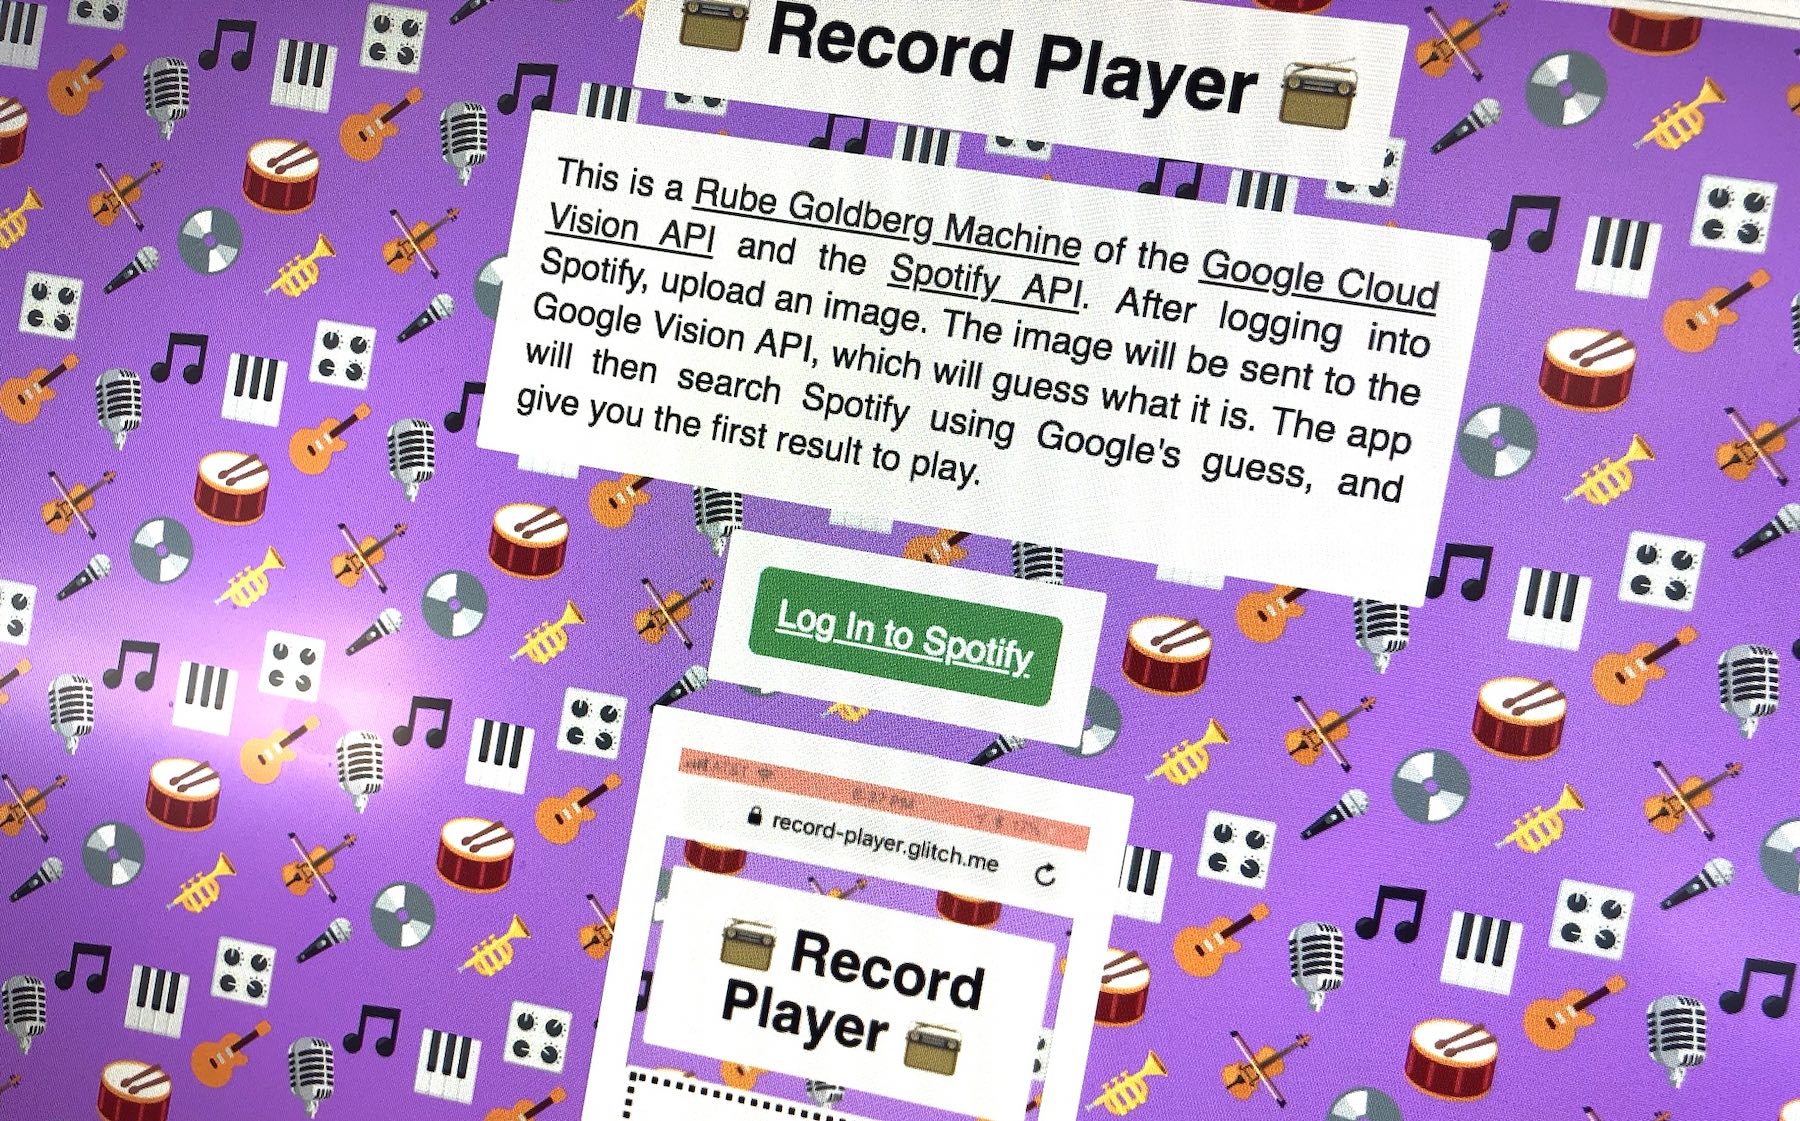 Record Player
This is a Rube Goldberg Machine of the Google Cloud
Vision API and the Spotify API. After logging into
Spotify, upload an image. The image will be sent to the
Google Vision API, which will guess what it is. The app
will then search Spotify using Google's guess, and
give you the first result to play.
Log In to Spotify
record-player.glitch.me
Record
Player